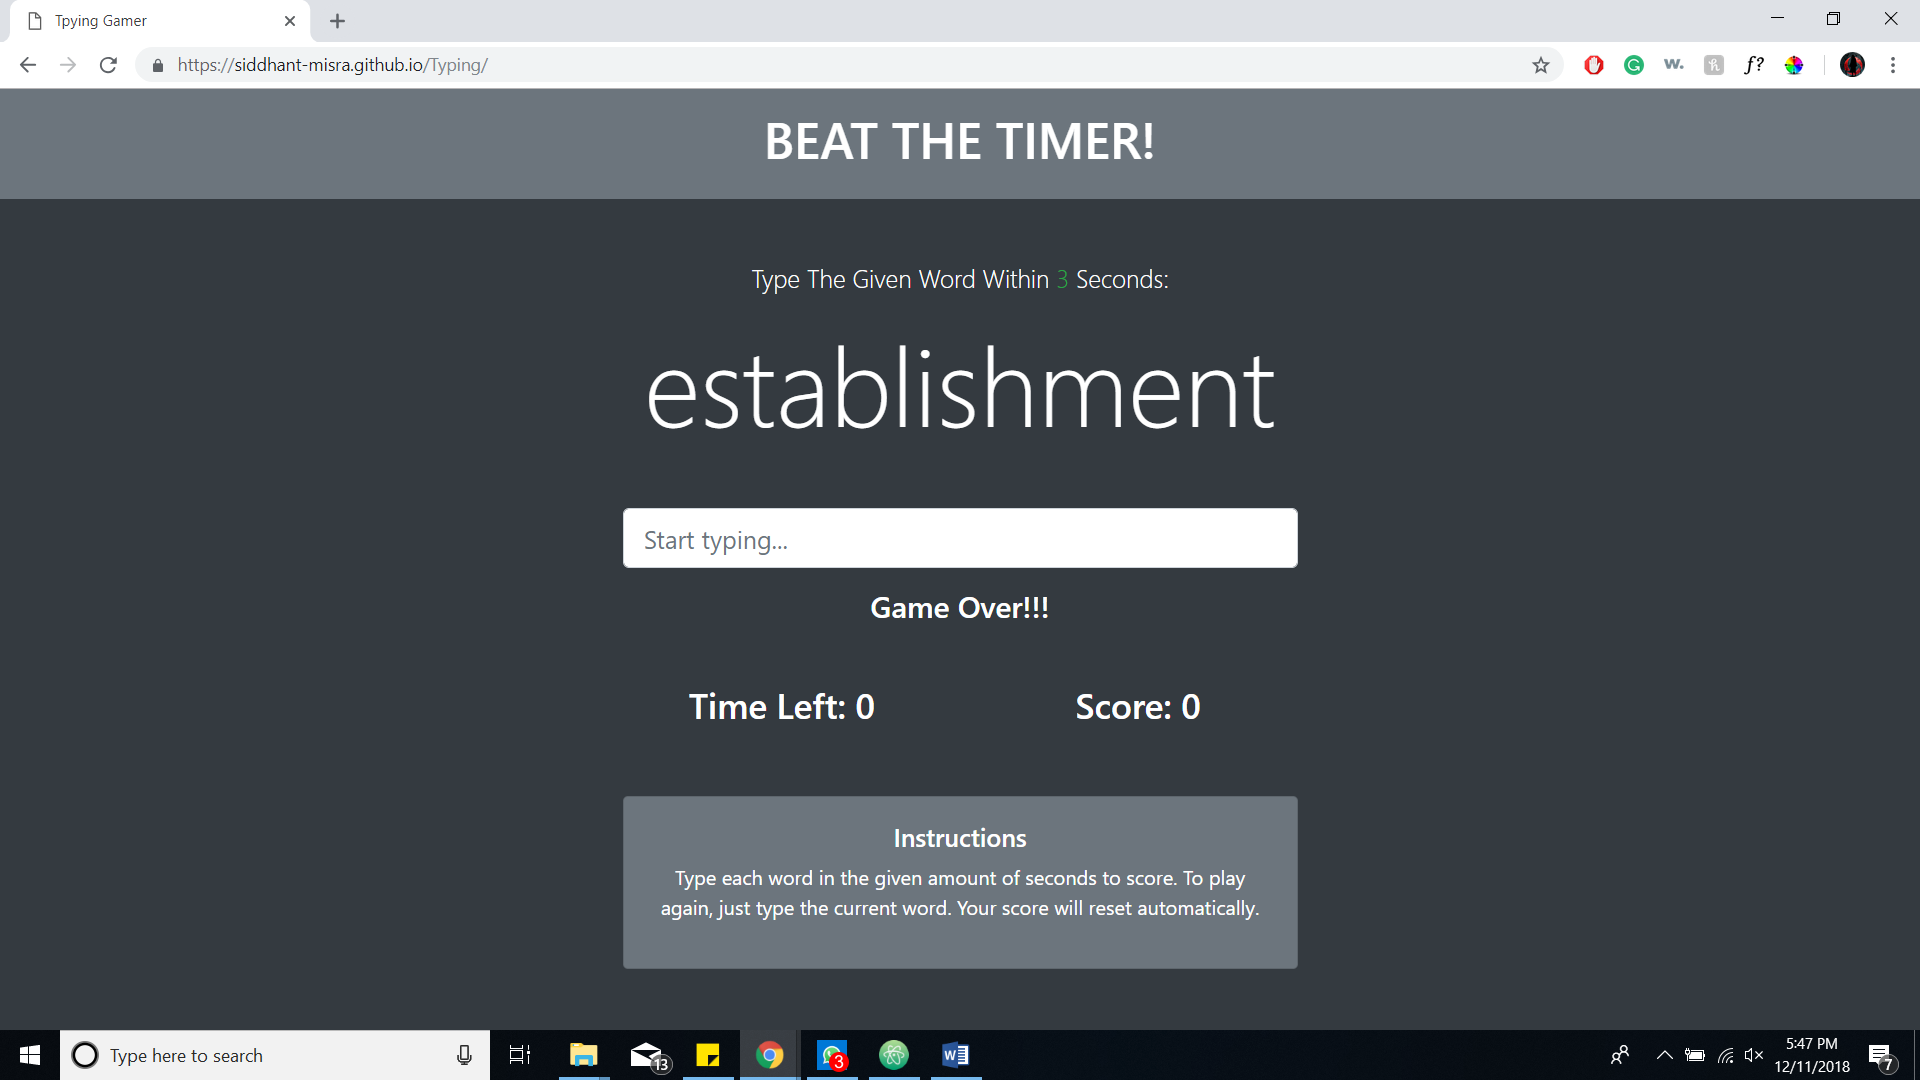 Tpying Gamer
https://siddhant-misra.github.io/Typing/
w.
h
f?
BEAT THE TIMER!
Type The Given Word Within 3 Seconds:
establishment
Start typing...
Game Over!!!
Time Left: 0 Score: 0
Instructions
Type each word in the given amount of seconds to score. To play
again, just type the current word. Your score will reset automatically.
Type here to search
13
3
W
5:47 PM
12/11/2018
7